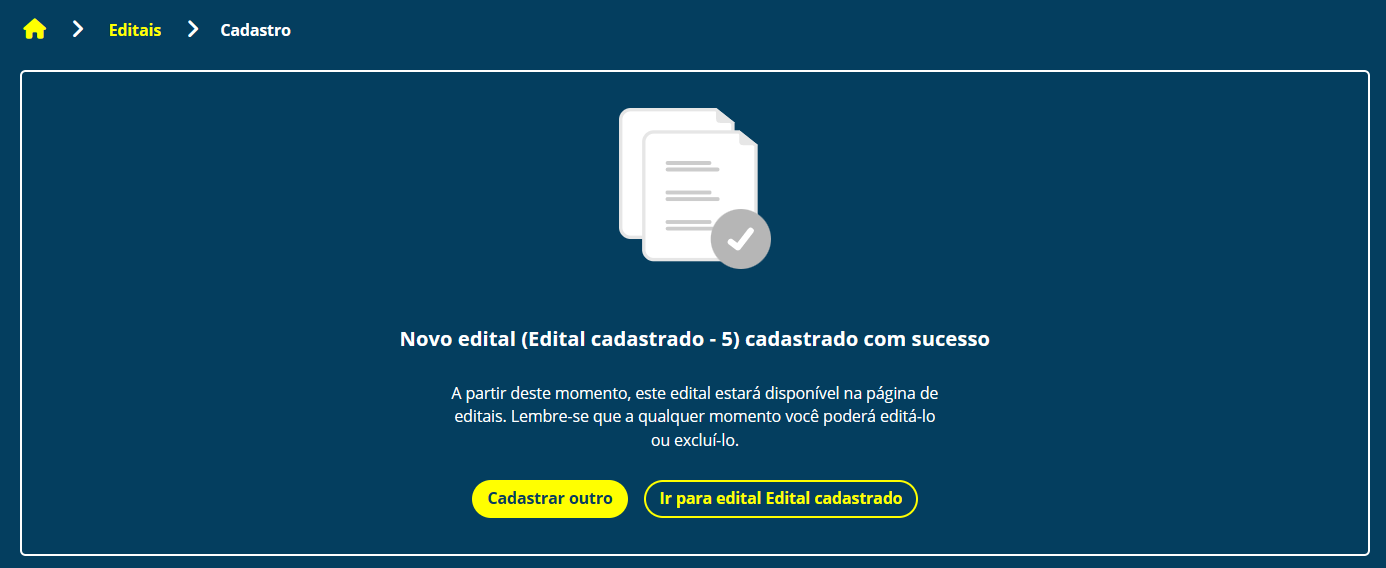 Editais Cadastro
Novo edital (Edital cadastrado - 5) cadastrado com sucesso
A partir deste momento, este edital estará disponível na página de
editais. Lembre-se que a qualquer momento você poderá editá-lo
ou excluí-lo.
Cadastrar outro Ir para edital Edital cadastrado